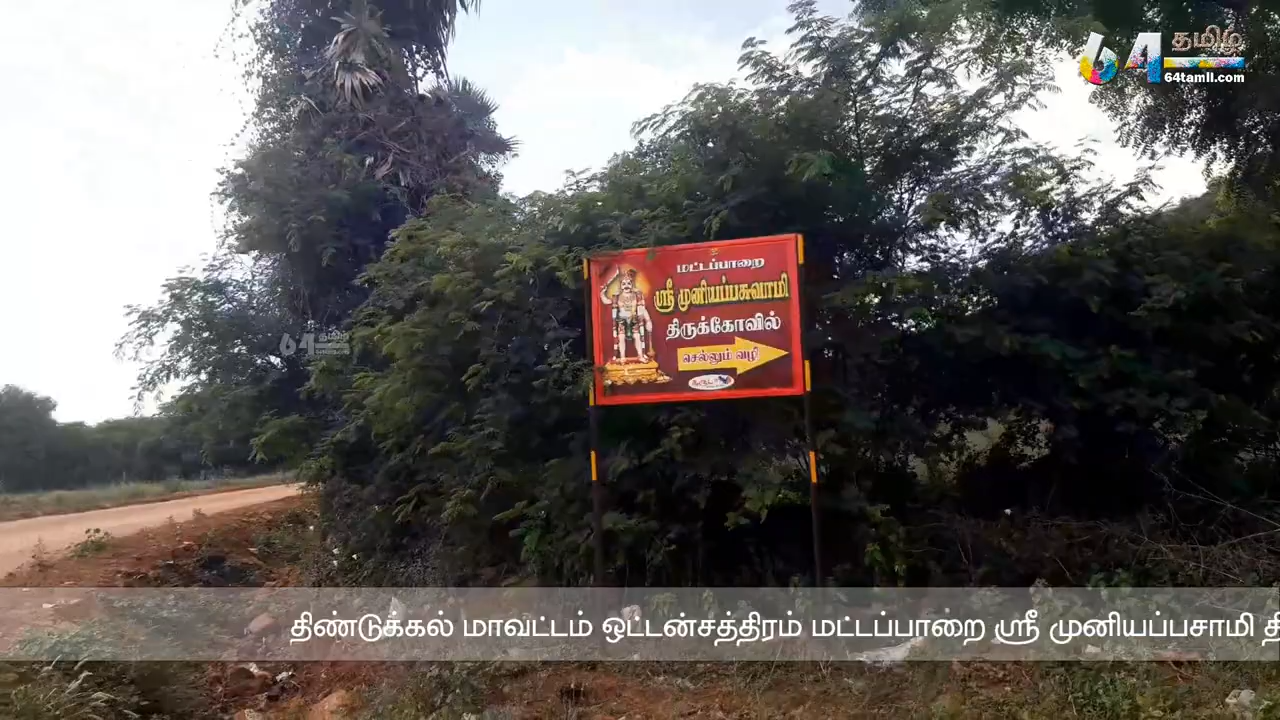 64 தமிழ்
64tamil.com
மட்டப்பாறை
ஸ்ரீ முனியப்பசுவாமி
திருக்கோவில்
செல்லும் வழி
திண்டுக்கல் மாவட்டம் ஒட்டன்சத்திரம் மட்டப்பாறை ஸ்ரீ முனியப்பசாமி தி